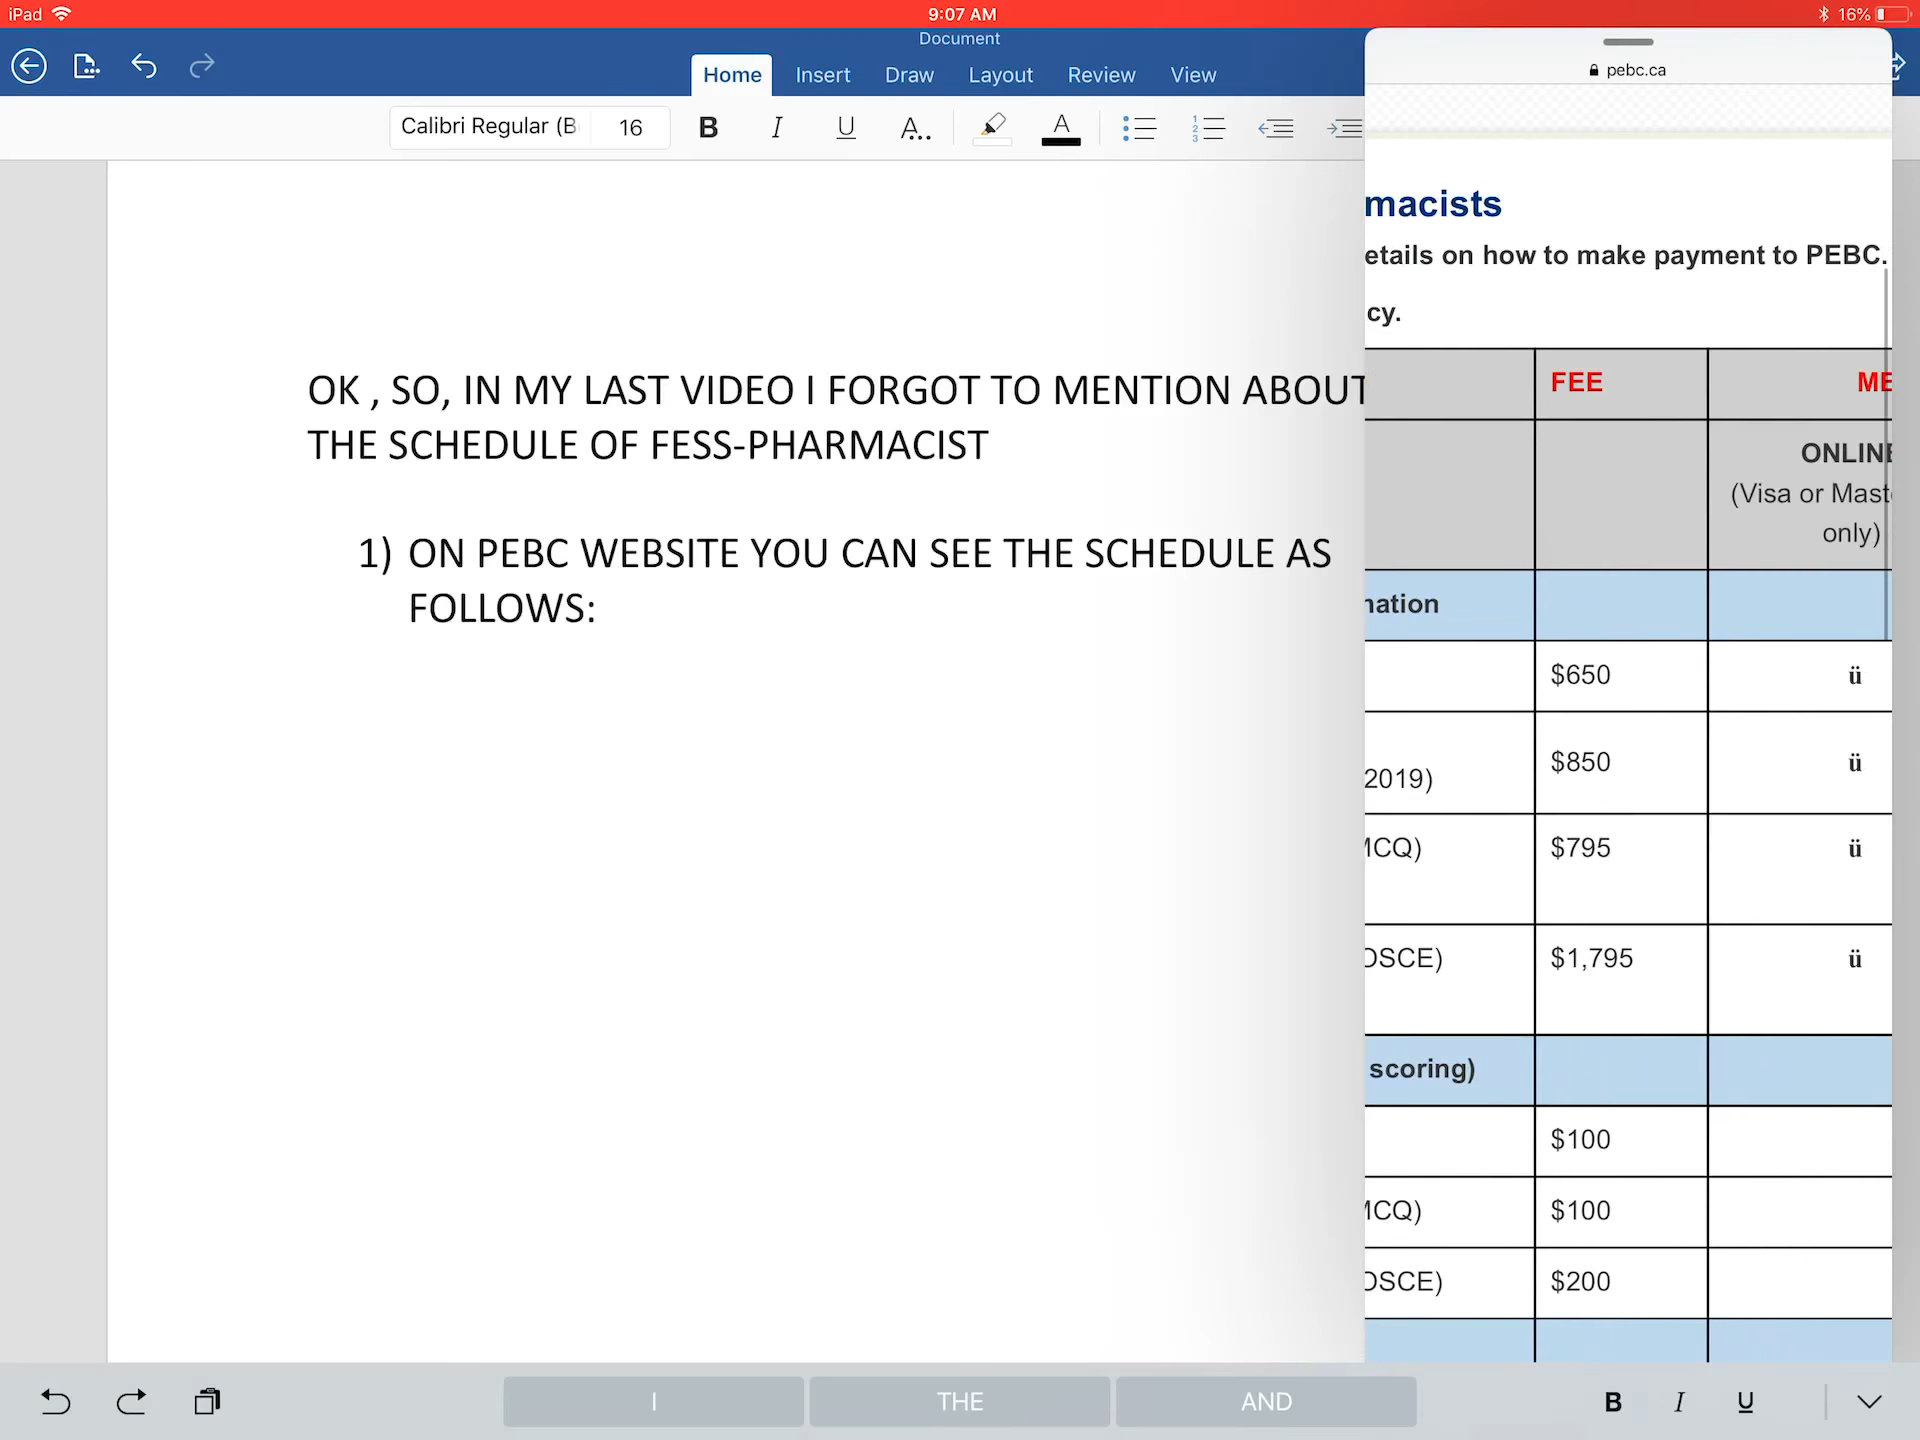 iPad 9:07 AM 16%
Document
Home Insert Draw Layout Review View
Calibri Regular (B 16 B I U A..  A
OK , SO, IN MY LAST VIDEO I FORGOT TO MENTION ABOUT
THE SCHEDULE OF FESS-PHARMACIST
1) ON PEBC WEBSITE YOU CAN SEE THE SCHEDULE AS
FOLLOWS:
pebc.ca
macists
etails on how to make payment to PEBC.
cy.
FEE ME
ONLINE
(Visa or Mast
only)
nation
$650 ü
2019) $850 ü
MCQ) $795 ü
OSCE) $1,795 ü
scoring)
$100
MCQ) $100
OSCE) $200
I THE AND B I U